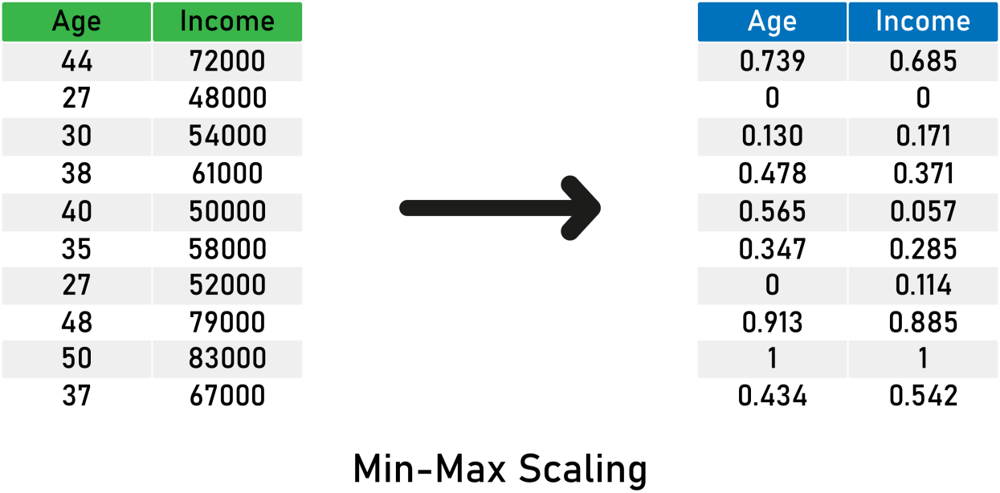 Age Income Age Income
44 72000 0.739 0.685
27 48000 0 0
30 54000 0.130 0.171
38 61000 0.478 0.371
40 50000 0.565 0.057
35 58000 0.347 0.285
27 52000 0 0.114
48 79000 0.913 0.885
50 83000 1 1
37 67000 0.434 0.542
Min-Max Scaling